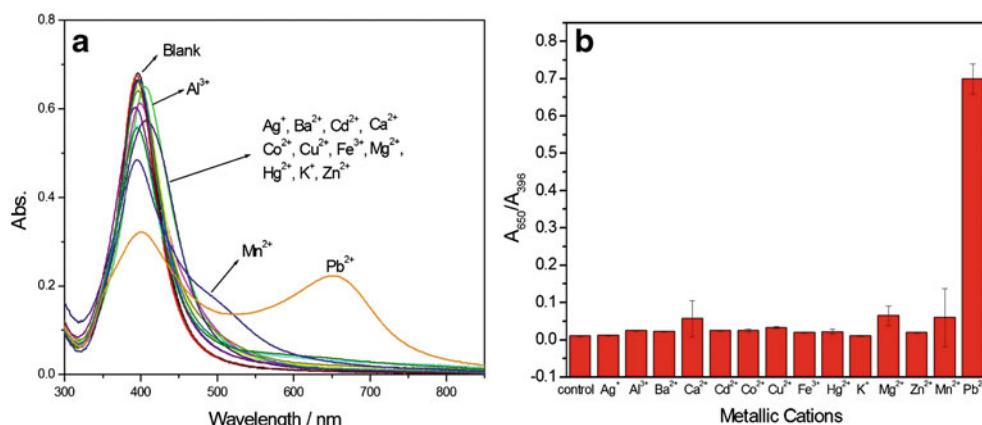 a
0.8
0.6
0.4
0.2
0.0
Abs.
300 400 500 600 700 800
Wavelength / nm
Blank
Al³⁺
Ag⁺, Ba²⁺, Cd²⁺, Ca²⁺
Co²⁺, Cu²⁺, Fe³⁺, Mg²⁺,
Hg²⁺, K⁺, Zn²⁺
Mn²⁺
Pb²⁺
b
0.8
0.7
0.6
0.5
0.4
0.3
0.2
0.1
0.0
-0.1
A₆₅₀/A₃₉₆
control Ag⁺ Al³⁺ Ba²⁺ Ca²⁺ Cd²⁺ Co²⁺ Cu²⁺ Fe³⁺ Hg²⁺ K⁺ Mg²⁺ Zn²⁺ Mn²⁺ Pb²⁺
Metallic Cations